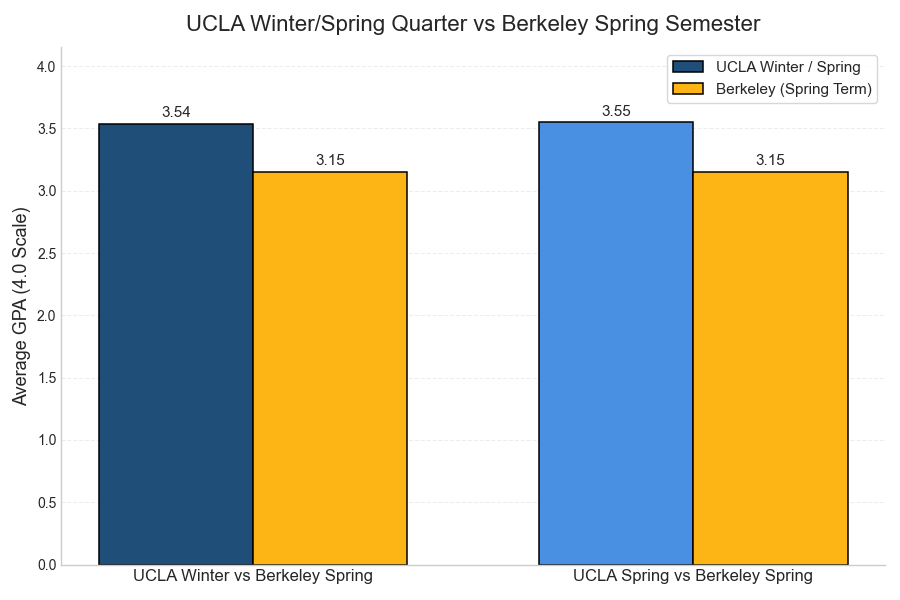 UCLA Winter/Spring Quarter vs Berkeley Spring Semester
UCLA Winter / Spring
Berkeley (Spring Term)
Average GPA (4.0 Scale)
4.0
3.5
3.0
2.5
2.0
1.5
1.0
0.5
0.0
3.54
3.15
3.55
3.15
UCLA Winter vs Berkeley Spring
UCLA Spring vs Berkeley Spring